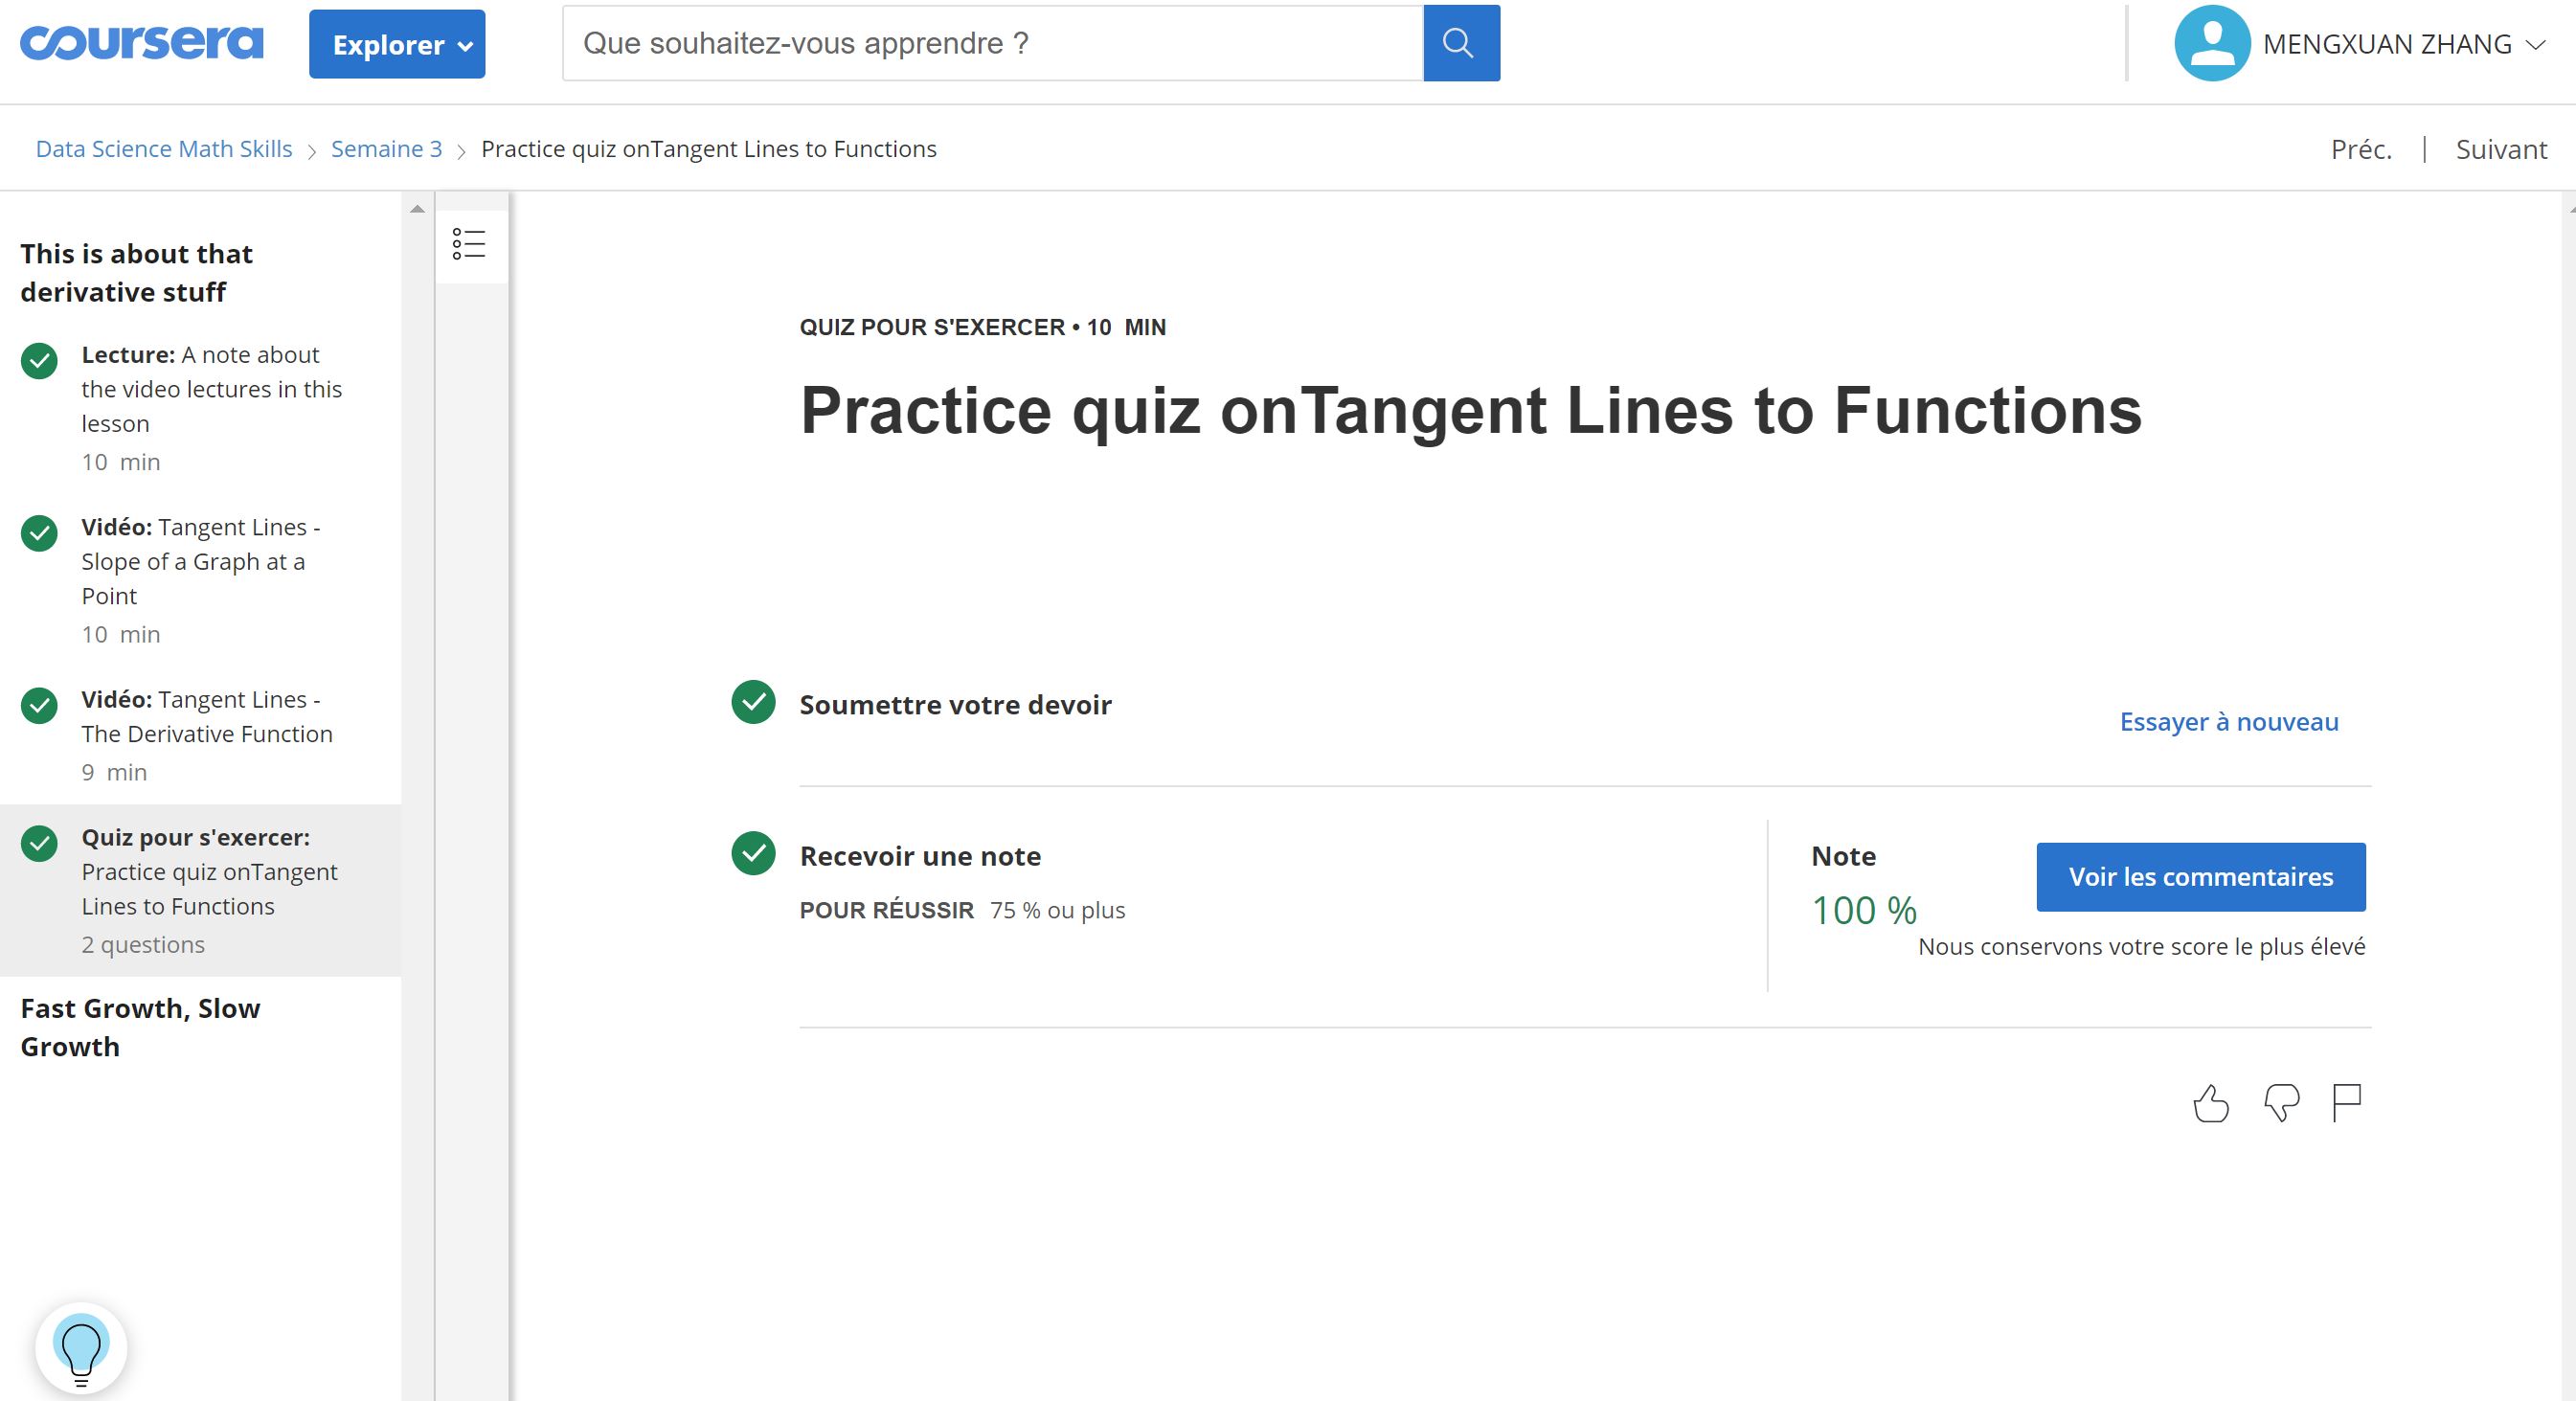 coursera
Explorer
Que souhaitez-vous apprendre ?
MENGXUAN ZHANG
Data Science Math Skills > Semaine 3 > Practice quiz onTangent Lines to Functions
Préc. | Suivant
This is about that
derivative stuff
Lecture: A note about
the video lectures in this
lesson
10 min
Vidéo: Tangent Lines -
Slope of a Graph at a
Point
10 min
Vidéo: Tangent Lines -
The Derivative Function
9 min
Quiz pour s'exercer:
Practice quiz onTangent
Lines to Functions
2 questions
Fast Growth, Slow
Growth
QUIZ POUR S'EXERCER • 10 MIN
Practice quiz onTangent Lines to Functions
Soumettre votre devoir
Essayer à nouveau
Recevoir une note
POUR RÉUSSIR 75 % ou plus
Note
100 %
Voir les commentaires
Nous conservons votre score le plus élevé